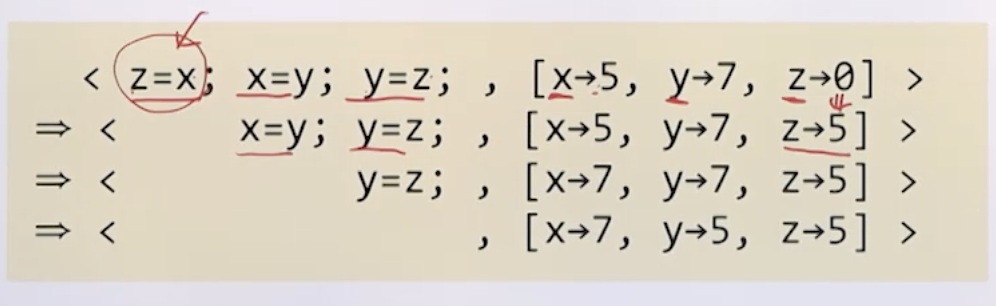 < z=x; x=y; y=z; , [x→5, y→7, z→0] >
⇒ < x=y; y=z; , [x→5, y→7, z→5] >
⇒ < y=z; , [x→7, y→7, z→5] >
⇒ < , [x→7, y→5, z→5] >